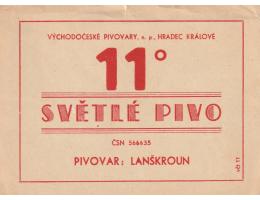 VÝCHODOČESKÉ PIVOVARY, n. p., HRADEC KRÁLOVÉ
11°
SVĚTLÉ PIVO
ČSN 566635
PIVOVAR: LANŠKROUN